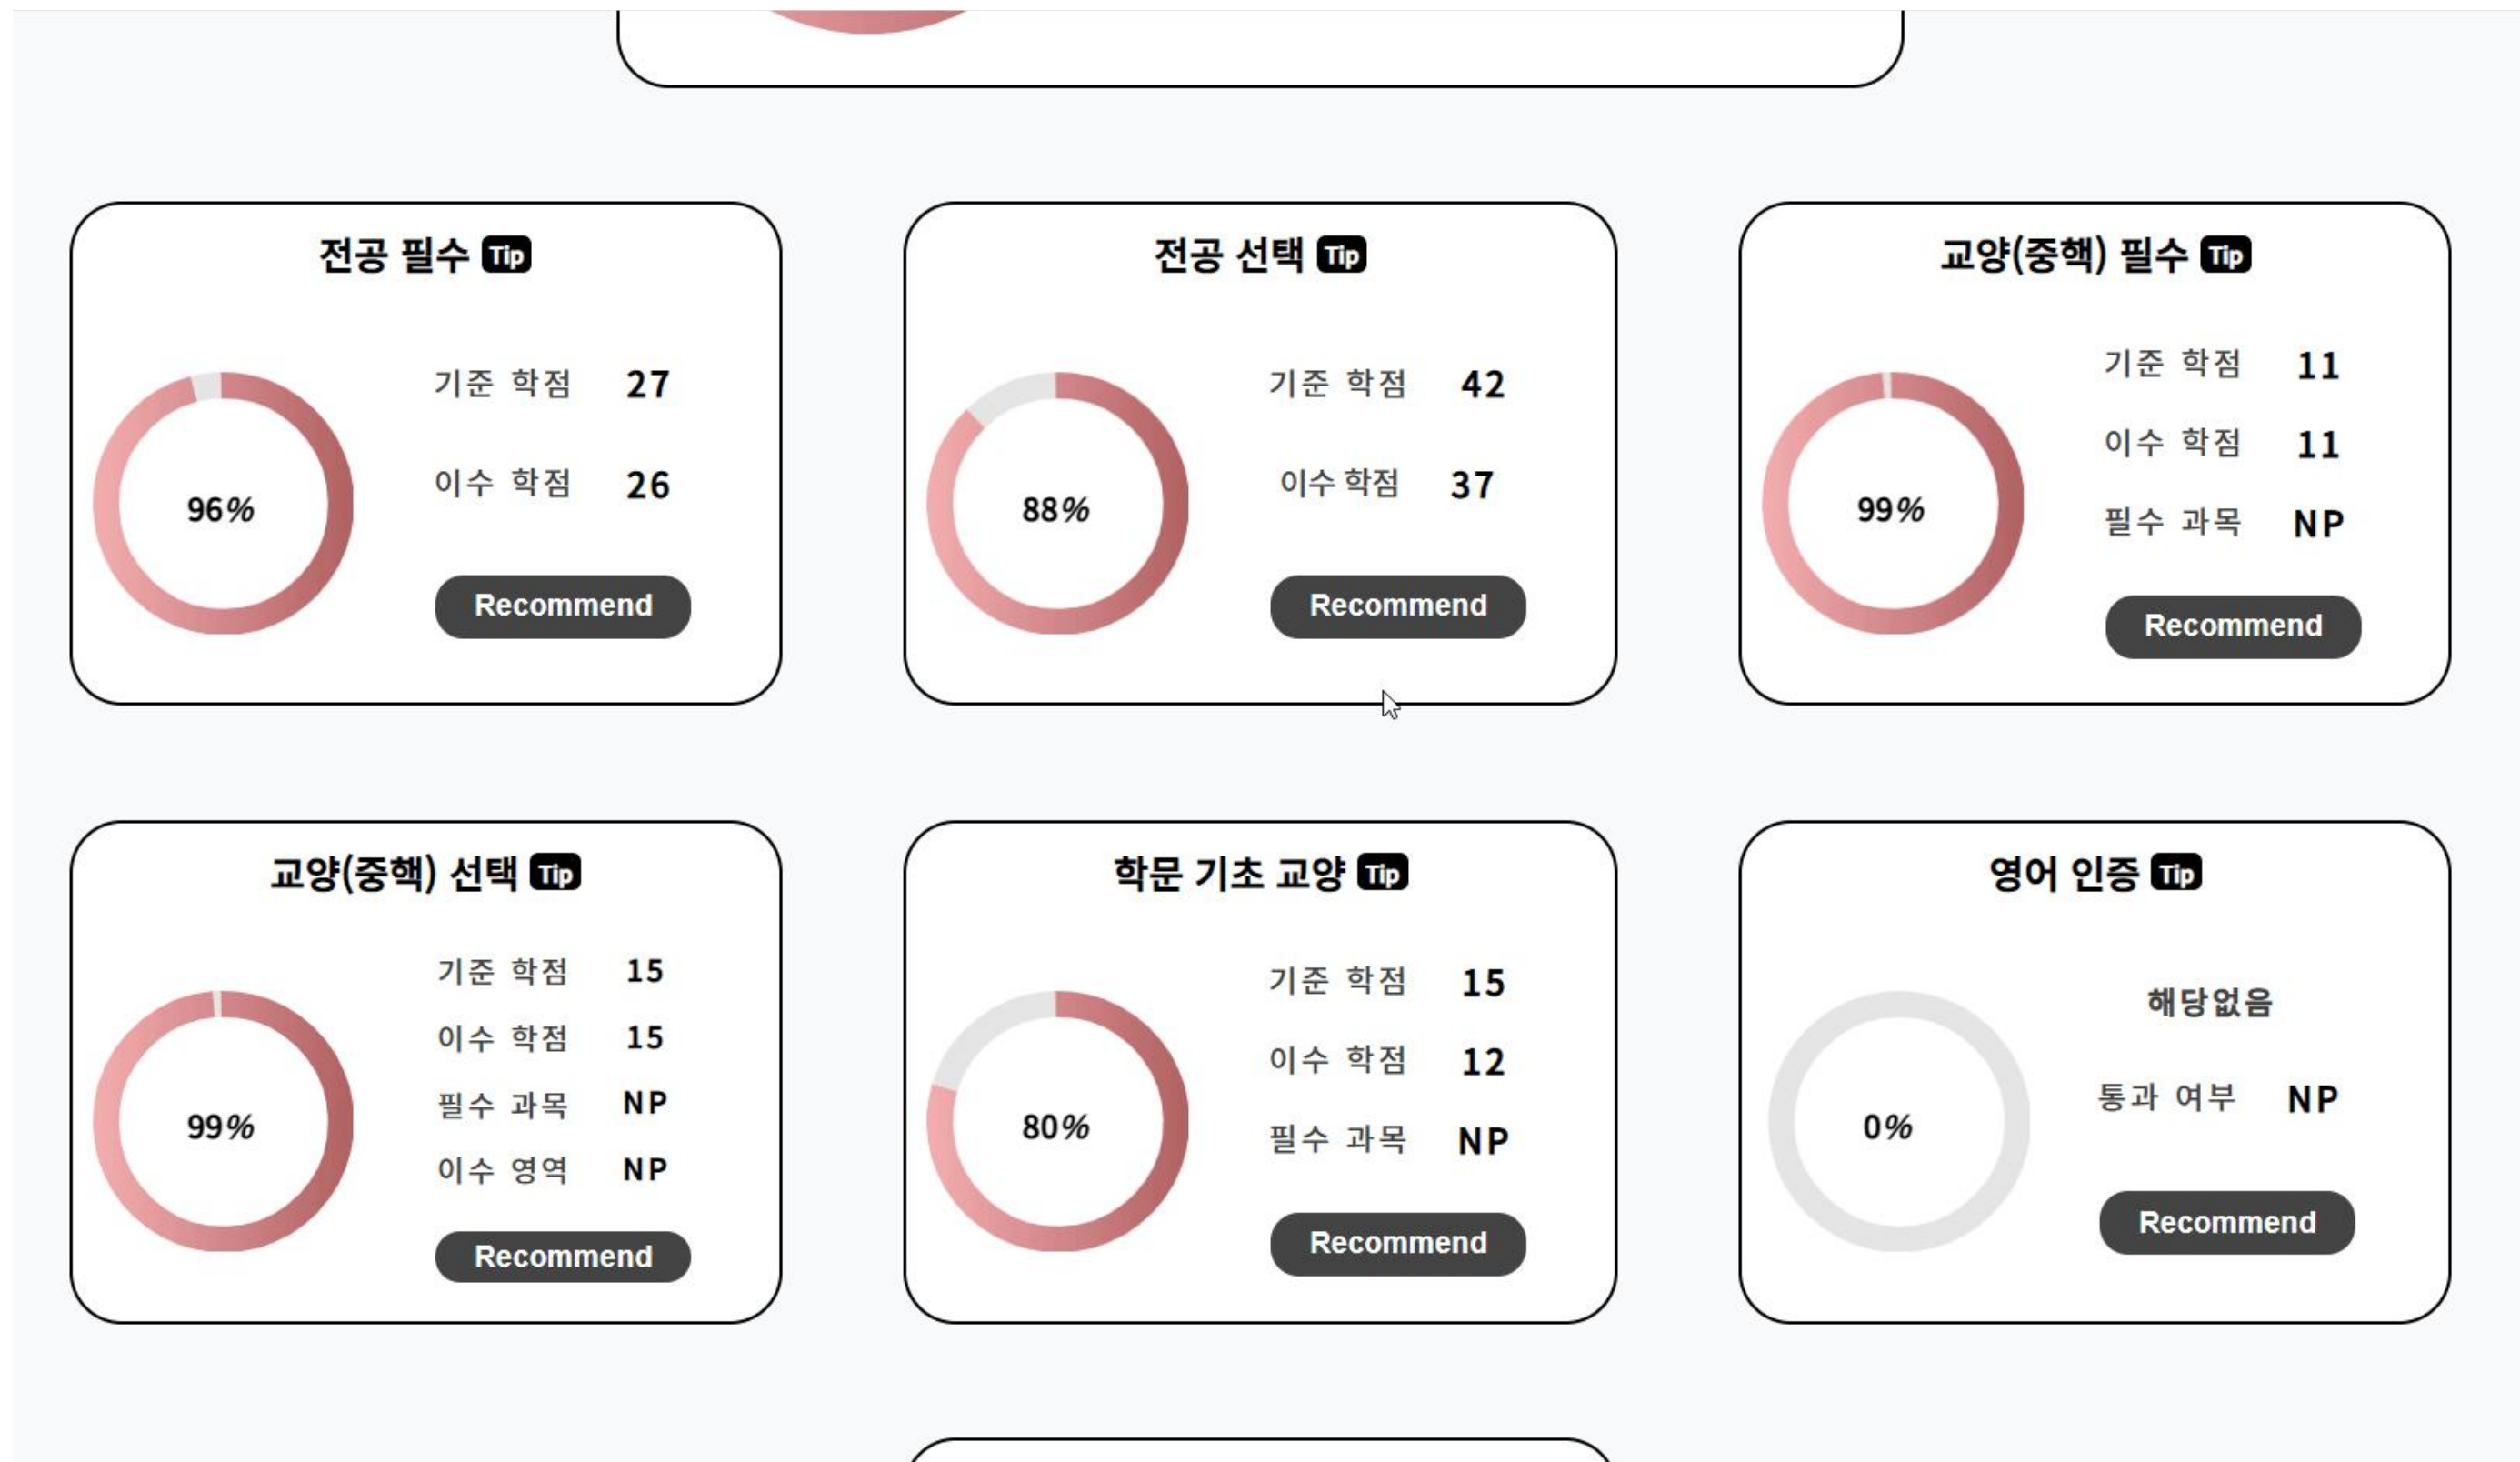 전공 필수 Tip
기준 학점 27
이수 학점 26
96%
Recommend
전공 선택 Tip
기준 학점 42
이수 학점 37
88%
Recommend
교양(중핵) 필수 Tip
기준 학점 11
이수 학점 11
필수 과목 NP
99%
Recommend
교양(중핵) 선택 Tip
기준 학점 15
이수 학점 15
필수 과목 NP
이수 영역 NP
99%
Recommend
학문 기초 교양 Tip
기준 학점 15
이수 학점 12
필수 과목 NP
80%
Recommend
영어 인증 Tip
해당없음
통과 여부 NP
0%
Recommend